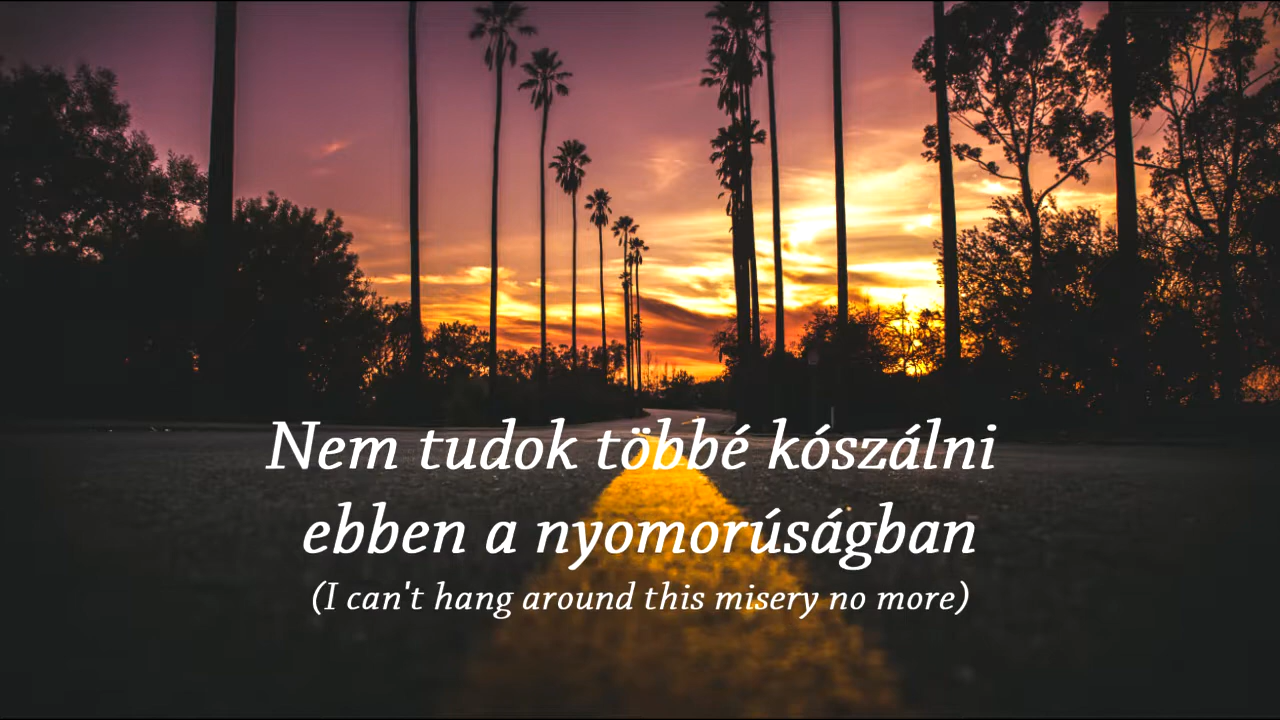 Nem tudok többé kószálni
ebben a nyomorúságban
(I can't hang around this misery no more)